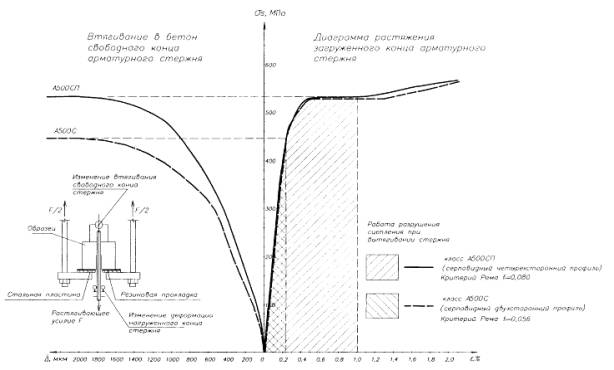 Втягивание в бетон
свободного конца
арматурного стержня
σs, МПа
Диаграмма растяжения
загруженного конца арматурного
стержня
600
500
400
300
200
А500СП
А500С
Изменение втягивания
свободного конца
стержня
F/2
F/2
Образец
Стальная пластина
Резиновая прокладка
Растягивающее
усилие F
Изменение деформации
нагруженного конца
стержня
Работа разрушения
сцепления при
вытягивании стержня
класс А500СП
(серповидный четырехсторонний профиль)
Критерий Рема f=0,080
класс А500С
(серповидный двухсторонний профиль)
Критерий Рема f=0,056
Δ, мкм 2000 1800 1600 1400 1200 1000 800 600 400 200 0 0,2 0,4 0,6 0,8 1,0 1,2 1,4 1,6 1,8 2,0 ε,%